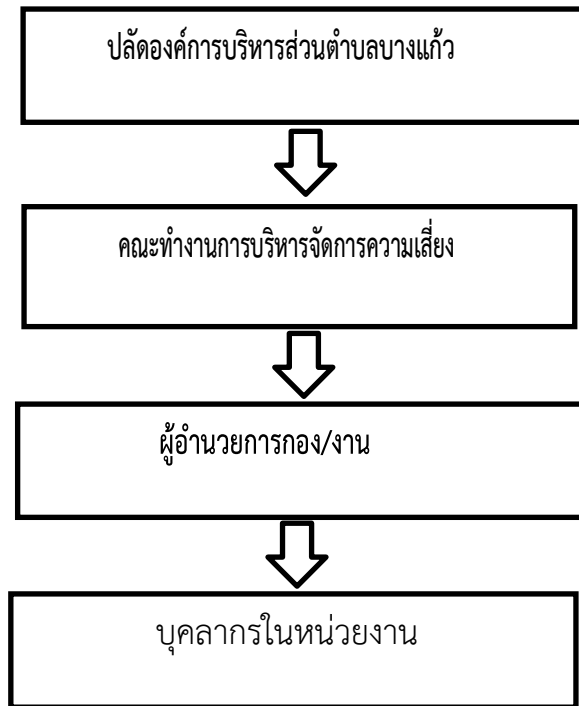 ปลัดองค์การบริหารส่วนตำบลบางแก้ว
คณะทำงานการบริหารจัดการความเสี่ยง
ผู้อำนวยการกอง/งาน
บุคลากรในหน่วยงาน